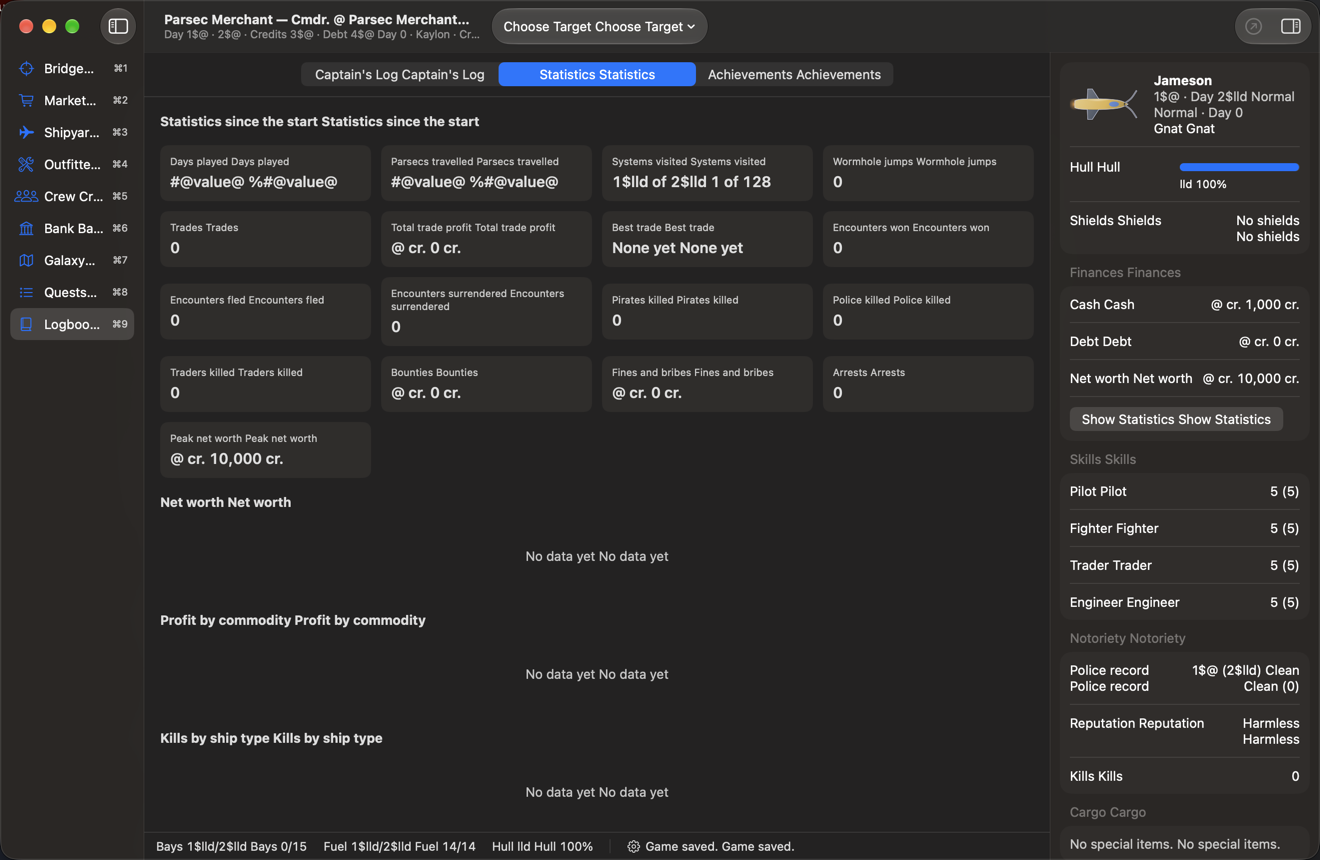 Parsec Merchant — Cmdr. @ Parsec Merchant...
Day 1$@ · 2$@ · Credits 3$@ · Debt 4$@ Day 0 · Kaylon · Cr...
Choose Target Choose Target
Bridge... ⌘1
Market... ⌘2
Shipyar... ⌘3
Outfitte... ⌘4
Crew Cr... ⌘5
Bank Ba... ⌘6
Galaxy... ⌘7
Quests... ⌘8
Logboo... ⌘9
Captain's Log Captain's Log
Statistics Statistics
Achievements Achievements
Statistics since the start Statistics since the start
Days played Days played
#@value@ %#@value@
Parsecs travelled Parsecs travelled
#@value@ %#@value@
Systems visited Systems visited
1$lld of 2$lld 1 of 128
Wormhole jumps Wormhole jumps
0
Trades Trades
0
Total trade profit Total trade profit
@ cr. 0 cr.
Best trade Best trade
None yet None yet
Encounters won Encounters won
0
Encounters fled Encounters fled
0
Encounters surrendered Encounters
surrendered
0
Pirates killed Pirates killed
0
Police killed Police killed
0
Traders killed Traders killed
0
Bounties Bounties
@ cr. 0 cr.
Fines and bribes Fines and bribes
@ cr. 0 cr.
Arrests Arrests
0
Peak net worth Peak net worth
@ cr. 10,000 cr.
Net worth Net worth
No data yet No data yet
Profit by commodity Profit by commodity
No data yet No data yet
Kills by ship type Kills by ship type
No data yet No data yet
Bays 1$lld/2$lld Bays 0/15
Fuel 1$lld/2$lld Fuel 14/14
Hull lld Hull 100%
Game saved. Game saved.
Jameson
1$@ · Day 2$lld Normal
Normal · Day 0
Gnat Gnat
Hull Hull
lld 100%
Shields Shields
No shields
No shields
Finances Finances
Cash Cash @ cr. 1,000 cr.
Debt Debt @ cr. 0 cr.
Net worth Net worth @ cr. 10,000 cr.
Show Statistics Show Statistics
Skills Skills
Pilot Pilot 5 (5)
Fighter Fighter 5 (5)
Trader Trader 5 (5)
Engineer Engineer 5 (5)
Notoriety Notoriety
Police record 1$@ (2$lld) Clean
Police record Clean (0)
Reputation Reputation Harmless
Harmless
Kills Kills 0
Cargo Cargo
No special items. No special items.